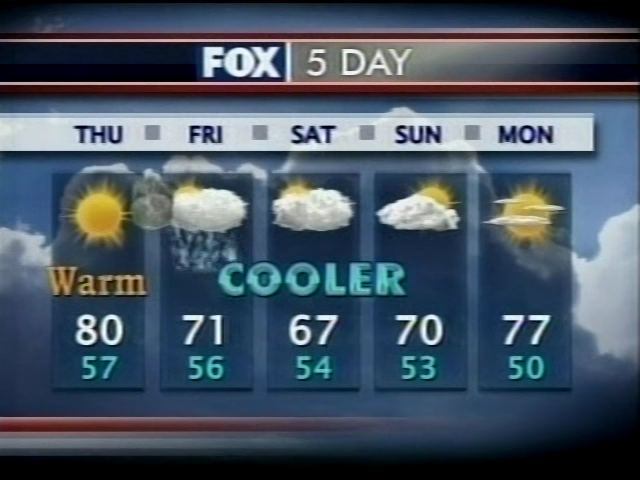 FOX 5 DAY
THU FRI SAT SUN MON
Warm COOLER
80 71 67 70 77
57 56 54 53 50